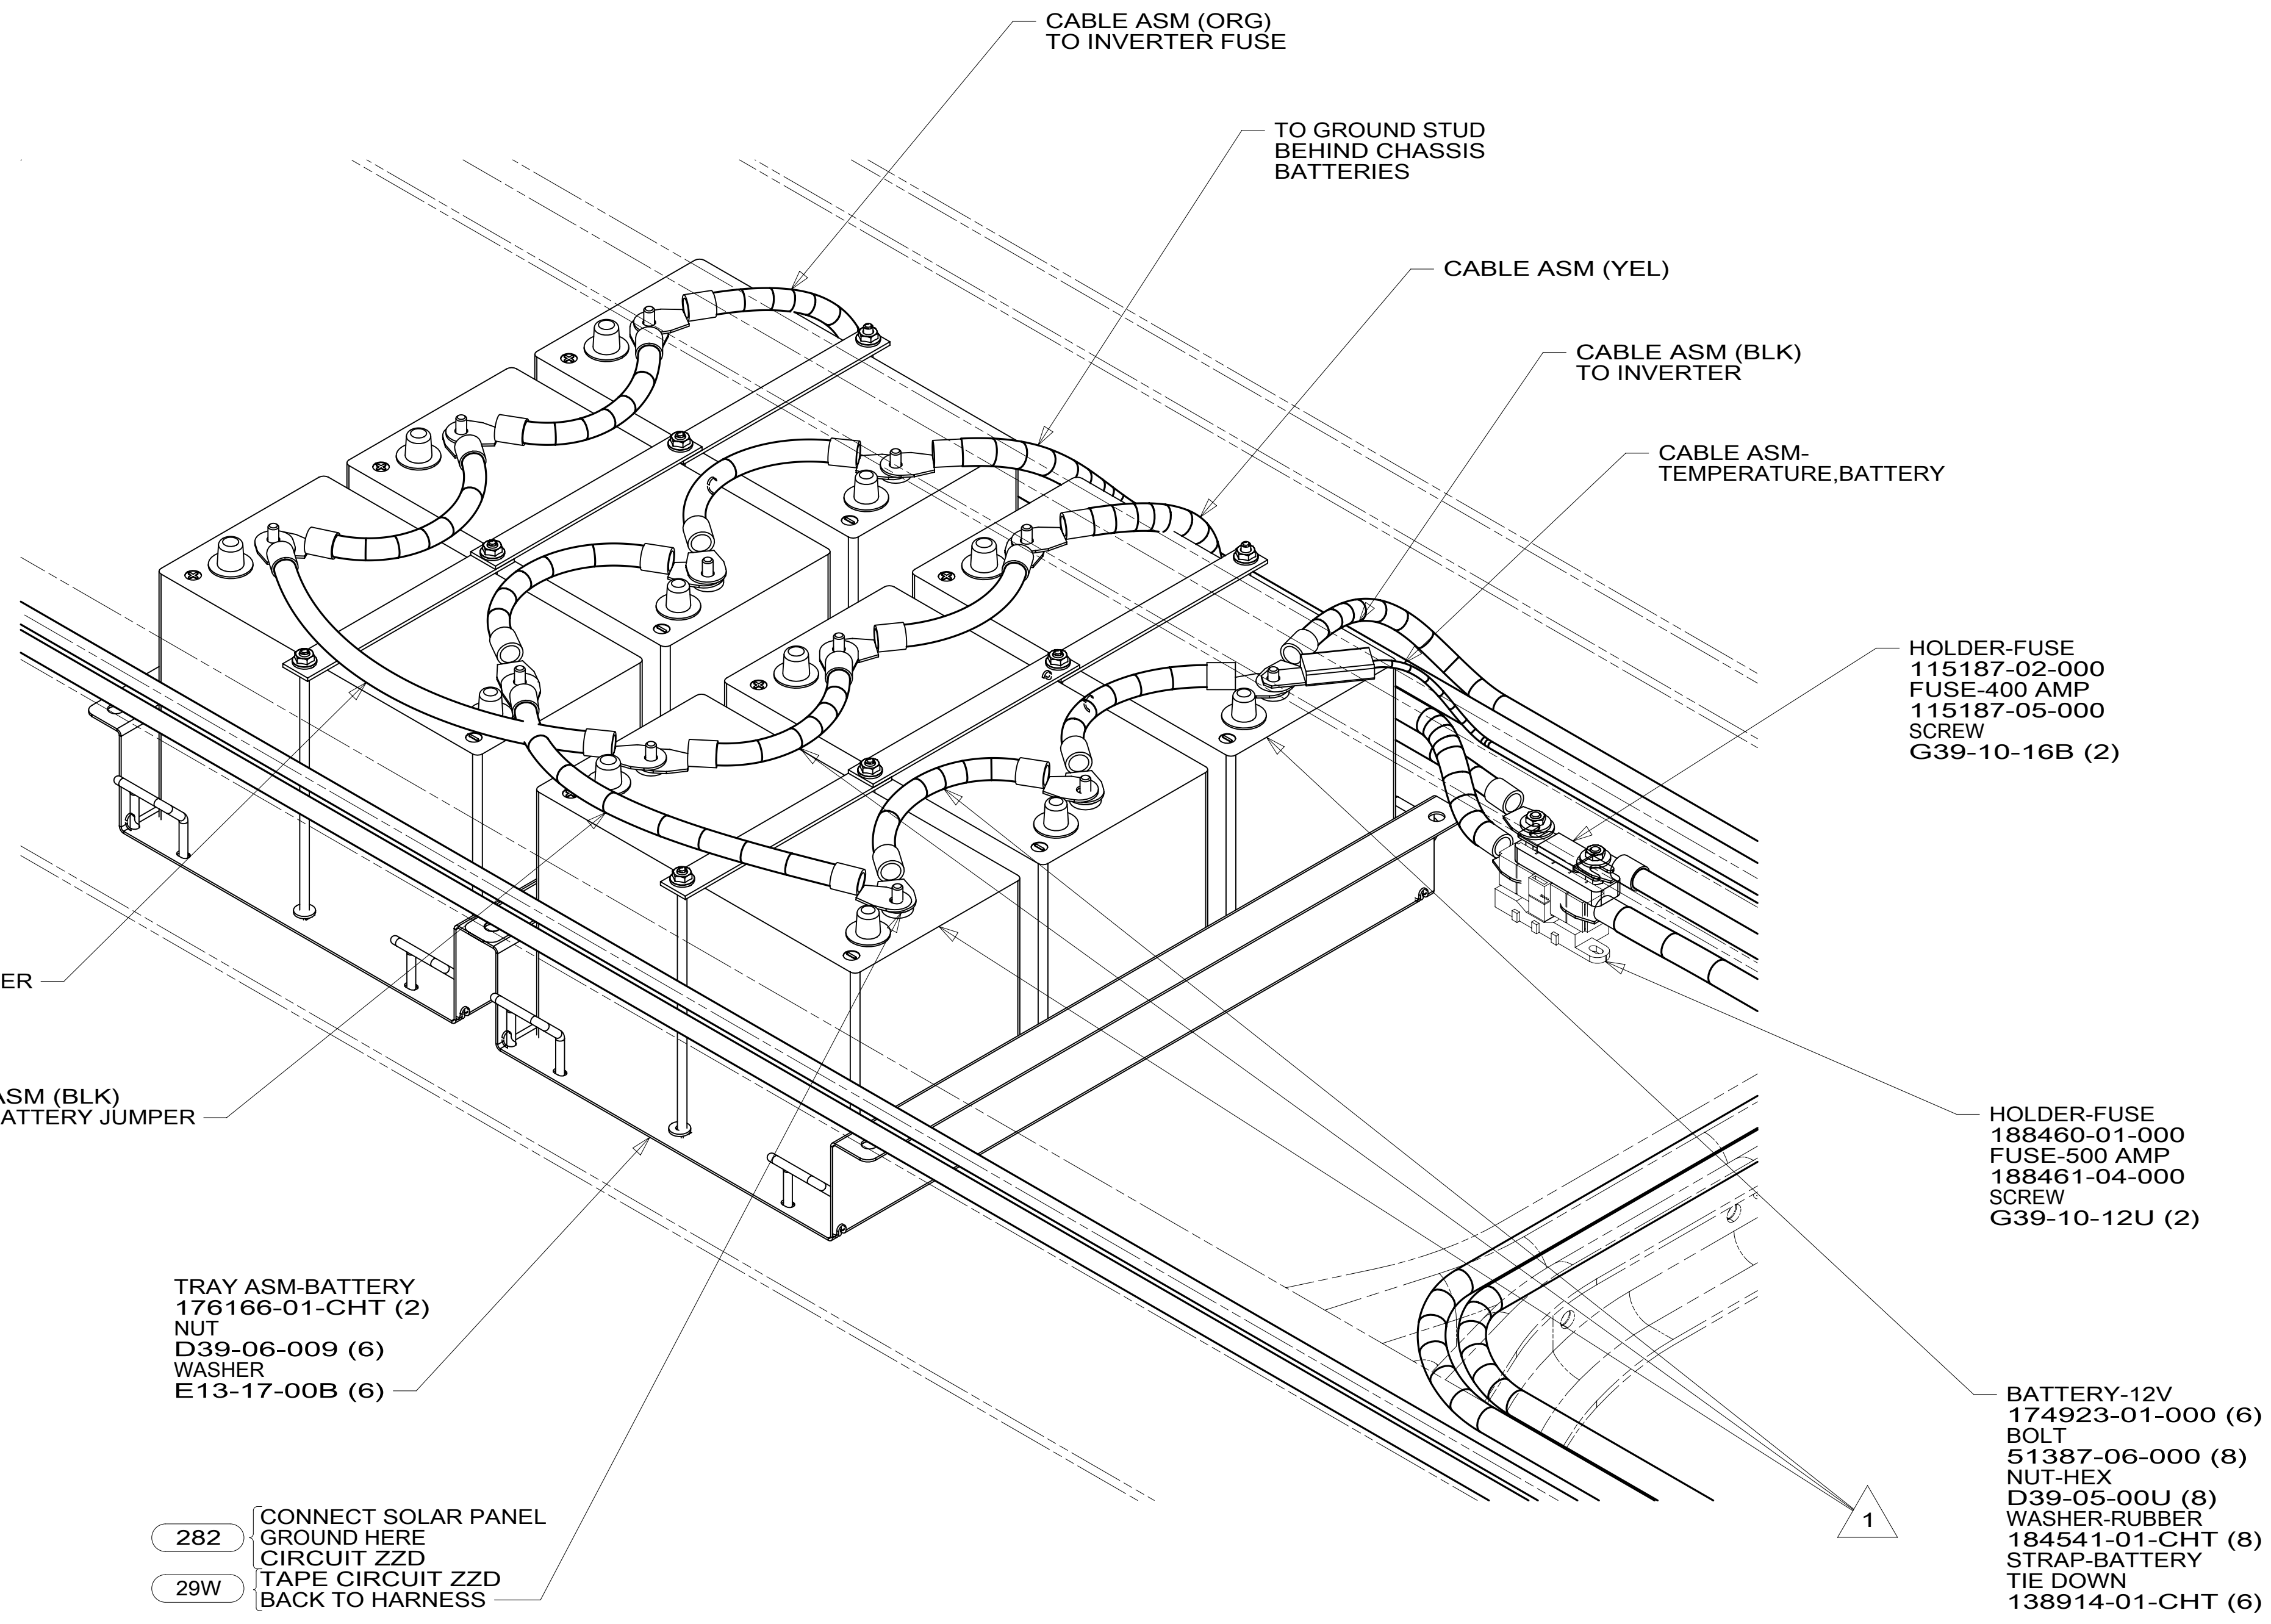 CABLE ASM (ORG)
TO INVERTER FUSE
TO GROUND STUD
BEHIND CHASSIS
BATTERIES
CABLE ASM (YEL)
CABLE ASM (BLK)
TO INVERTER
CABLE ASM-
TEMPERATURE,BATTERY
HOLDER-FUSE
115187-02-000
FUSE-400 AMP
115187-05-000
SCREW
G39-10-16B (2)
ER
ASM (BLK)
ATTERY JUMPER
HOLDER-FUSE
188460-01-000
FUSE-500 AMP
188461-04-000
SCREW
G39-10-12U (2)
TRAY ASM-BATTERY
176166-01-CHT (2)
NUT
D39-06-009 (6)
WASHER
E13-17-00B (6)
BATTERY-12V
174923-01-000 (6)
BOLT
51387-06-000 (8)
NUT-HEX
D39-05-00U (8)
WASHER-RUBBER
184541-01-CHT (8)
STRAP-BATTERY
TIE DOWN
138914-01-CHT (6)
1
282
CONNECT SOLAR PANEL
GROUND HERE
CIRCUIT ZZD
29W
TAPE CIRCUIT ZZD
BACK TO HARNESS